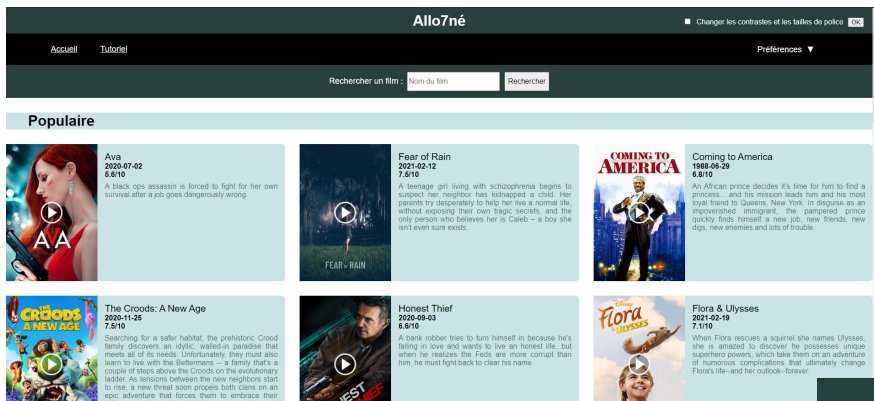 Allo7né
Changer les contrastes et les tailles de police OK
Accueil Tutoriel Préférences ▼
Rechercher un film : Nom du film Rechercher
Populaire
AVA
Ava
2020-07-02
5.6/10
A black ops assassin is forced to fight for her own
survival after a job goes dangerously wrong.
FEAR OF RAIN
Fear of Rain
2021-02-12
7.5/10
A teenage girl living with schizophrenia begins to
suspect her neighbor has kidnapped a child. Her
parents try desperately to help her live a normal life,
without exposing their own tragic secrets, and the
only person who believes her is Caleb – a boy she
isn't even sure exists.
COMING TO
AMERICA
Coming to America
1988-06-29
6.8/10
An African prince decides it's time for him to find a
princess... and his mission leads him and his most
loyal friend to Queens, New York. In disguise as an
impoverished immigrant, the pampered prince
quickly finds himself a new job, new friends, new
digs, new enemies and lots of trouble.
THE CROODS
A NEW AGE
The Croods: A New Age
2020-11-25
7.5/10
Searching for a safer habitat, the prehistoric Crood
family discovers an idyllic, walled-in paradise that
meets all of its needs. Unfortunately, they must also
learn to live with the Bettermans -- a family that's a
couple of steps above the Croods on the evolutionary
ladder. As tensions between the new neighbors start
to rise, a new threat soon propels both clans on an
epic adventure that forces them to embrace their
Honest Thief
2020-09-03
6.6/10
A bank robber tries to turn himself in because he's
falling in love and wants to live an honest life...but
when he realizes the Feds are more corrupt than
him, he must fight back to clear his name.
Disney
Flora
& ULYSSES
Flora & Ulysses
2021-02-19
7.1/10
When Flora rescues a squirrel she names Ulysses,
she is amazed to discover he possesses unique
superhero powers, which take them on an adventure
of humorous complications that ultimately change
Flora's life--and her outlook--forever.